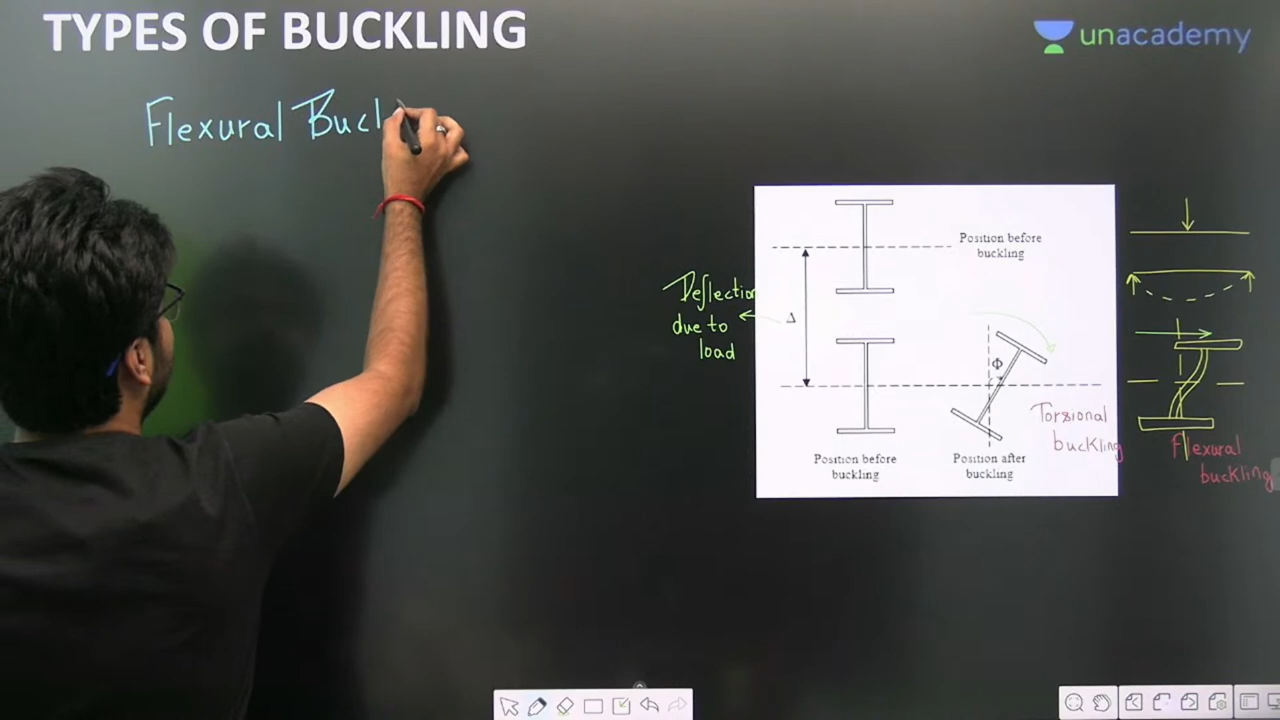 TYPES OF BUCKLING
unacademy
Flexural Buckl
Position before
buckling
Deflection
due to
load
Δ
Φ
Torsional
buckling
Position before
buckling
Position after
buckling
Flexural
buckling